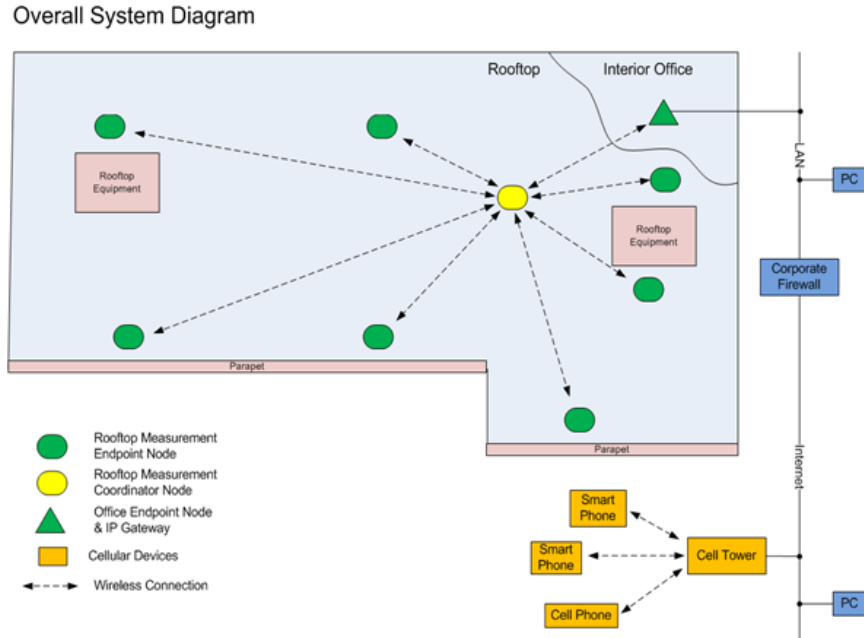 Overall System Diagram
Rooftop
Interior Office
Rooftop
Equipment
Rooftop
Equipment
LAN
PC
Corporate
Firewall
Parapet
Parapet
Internet
Rooftop Measurement
Endpoint Node
Rooftop Measurement
Coordinator Node
Office Endpoint Node
& IP Gateway
Cellular Devices
Wireless Connection
Smart
Phone
Smart
Phone
Cell Phone
Cell Tower
PC